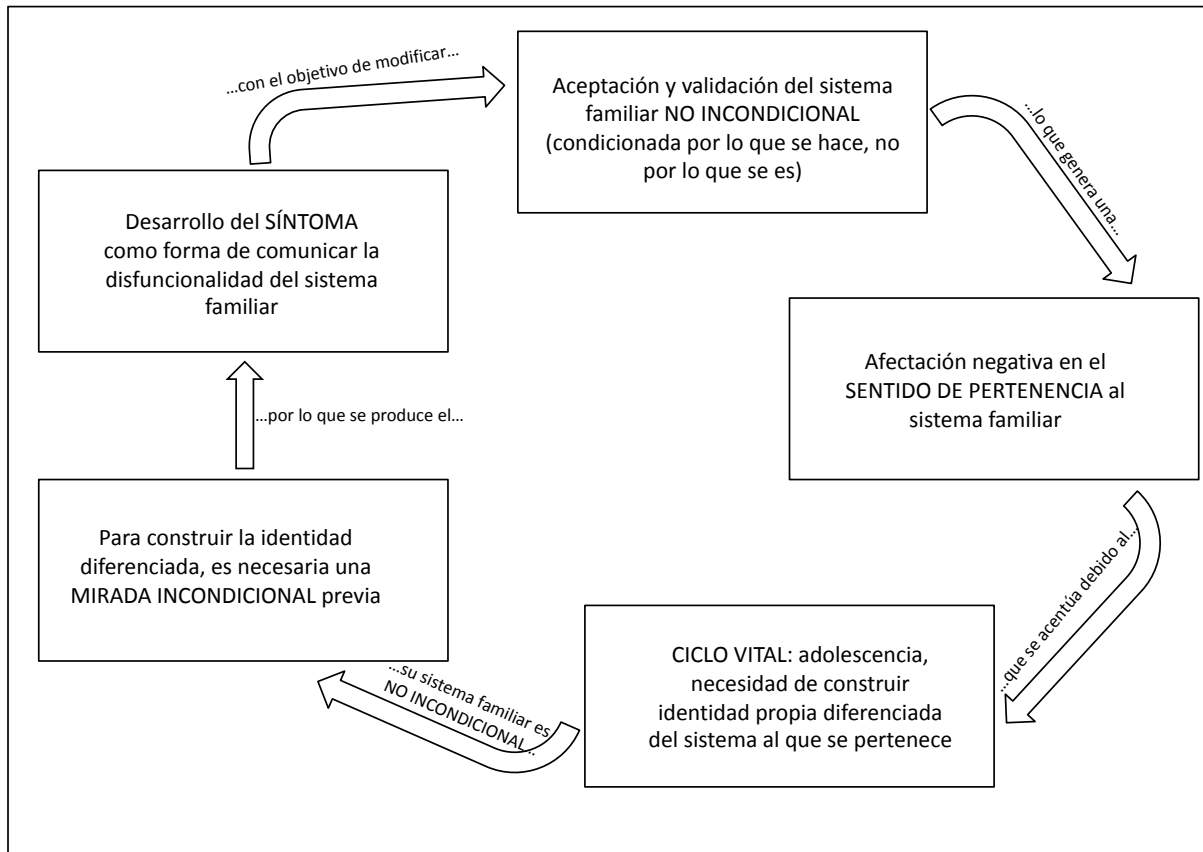 ...con el objetivo de modificar...
Aceptación y validación del sistema
familiar NO INCONDICIONAL
(condicionada por lo que se hace, no
por lo que se es)
...lo que genera una...
Afectación negativa en el
SENTIDO DE PERTENENCIA al
sistema familiar
...que se acentúa debido al...
CICLO VITAL: adolescencia,
necesidad de construir
identidad propia diferenciada
del sistema al que se pertenece
...su sistema familiar es
NO INCONDICIONAL...
Para construir la identidad
diferenciada, es necesaria una
MIRADA INCONDICIONAL previa
...por lo que se produce el...
Desarrollo del SÍNTOMA
como forma de comunicar la
disfuncionalidad del sistema
familiar